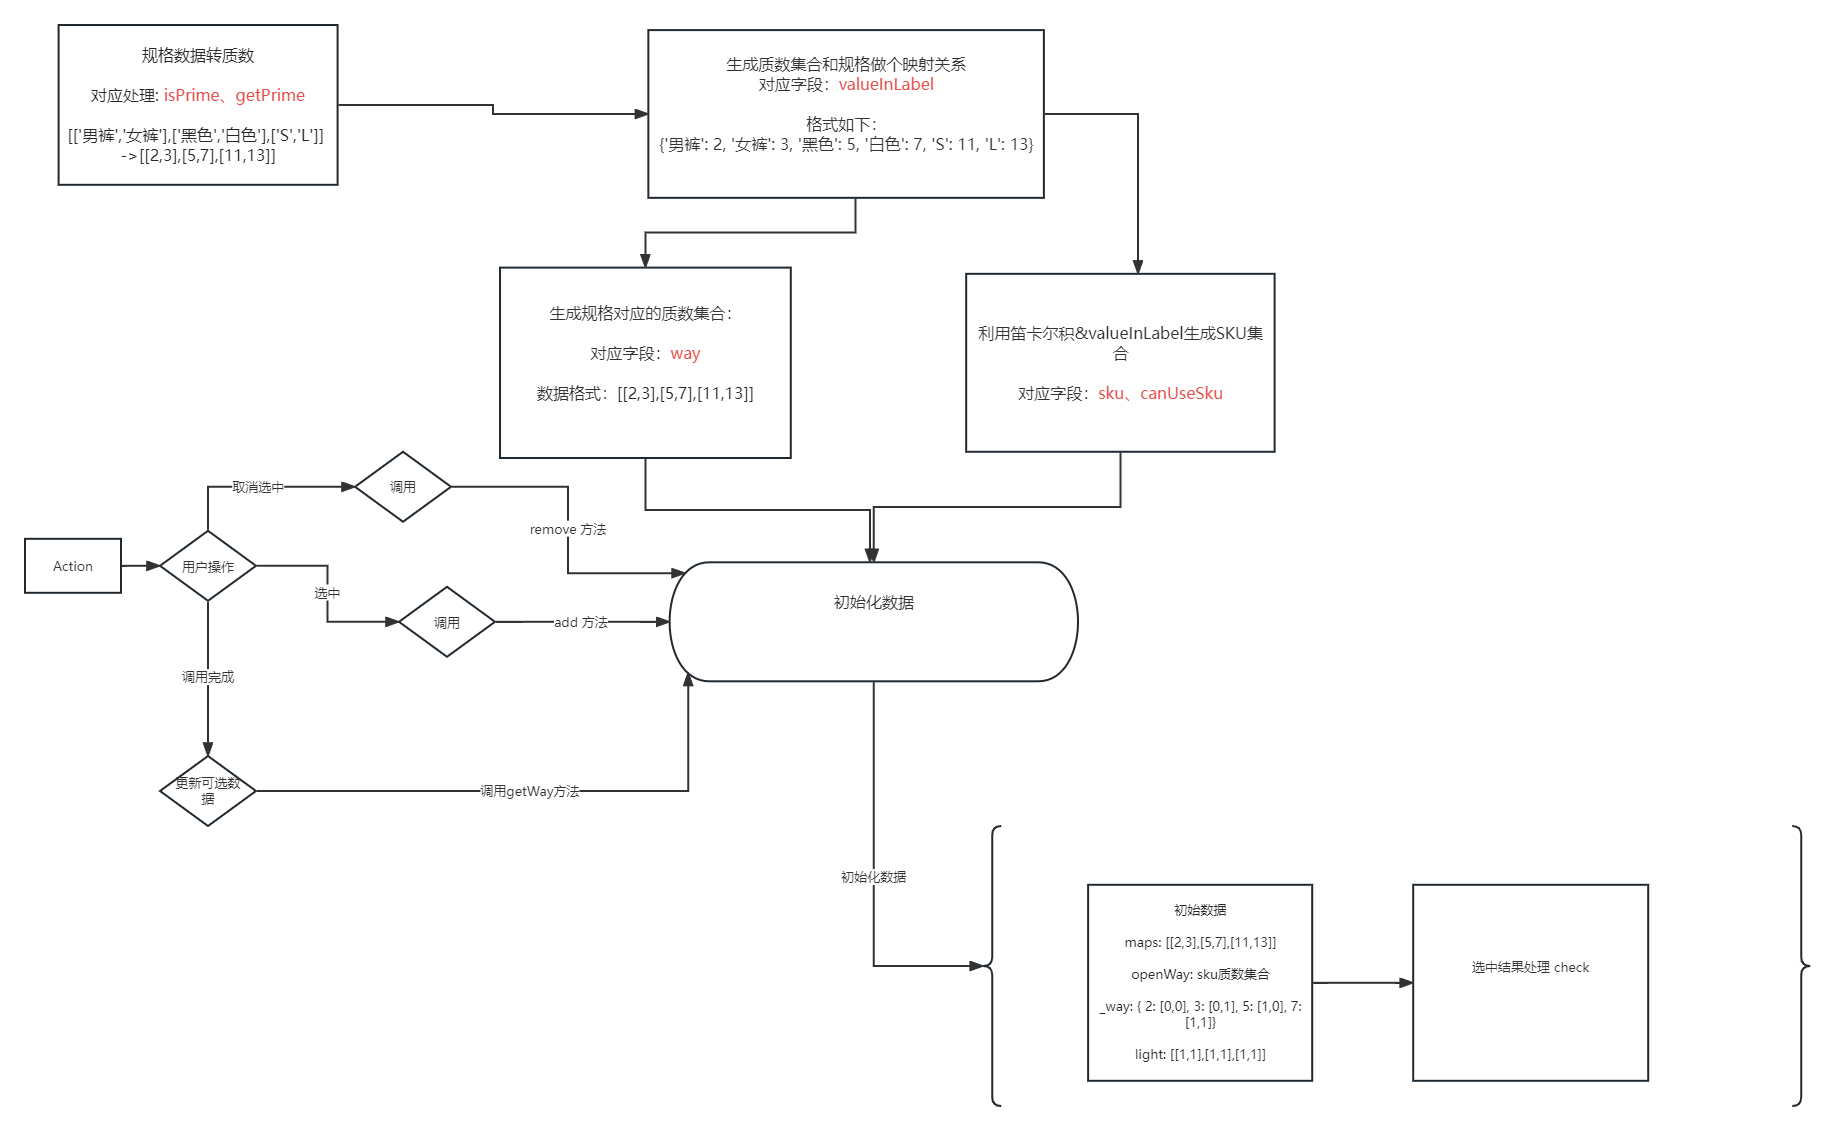 规格数据转质数
对应处理: isPrime、getPrime
[['男裤','女裤'],['黑色','白色'],['S','L']]
->[[2,3],[5,7],[11,13]]
生成质数集合和规格做个映射关系
对应字段：valueInLabel
格式如下：
{'男裤': 2, '女裤': 3, '黑色': 5, '白色': 7, 'S': 11, 'L': 13}
生成规格对应的质数集合：
对应字段：way
数据格式：[[2,3],[5,7],[11,13]]
利用笛卡尔积&valueInLabel生成SKU集
合
对应字段：sku、canUseSku
取消选中
调用
remove 方法
Action
用户操作
选中
调用
add 方法
初始化数据
调用完成
更新可选数
据
调用getWay方法
初始化数据
初始数据
maps: [[2,3],[5,7],[11,13]]
openWay: sku质数集合
_way: { 2: [0,0], 3: [0,1], 5: [1,0], 7:
[1,1]}
light: [[1,1],[1,1],[1,1]]
选中结果处理 check